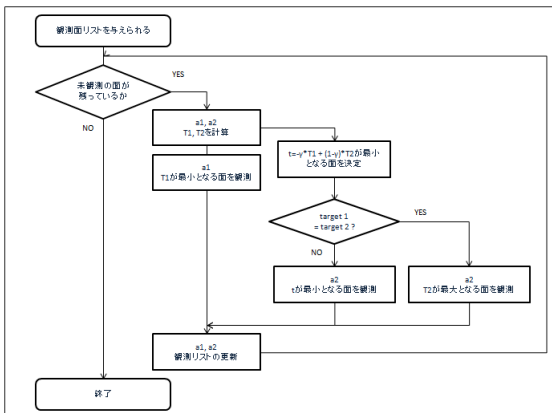 観測面リストを与えられる
未観測の面が
残っているか
YES
NO
a1, a2
T1, T2を計算
a1
T1が最小となる面を観測
t=-γ*T1 + (1-γ)*T2が最小
となる面を決定
target 1
= target 2 ?
YES
NO
a2
tが最小となる面を観測
a2
T2が最大となる面を観測
a1, a2
観測リストの更新
終了